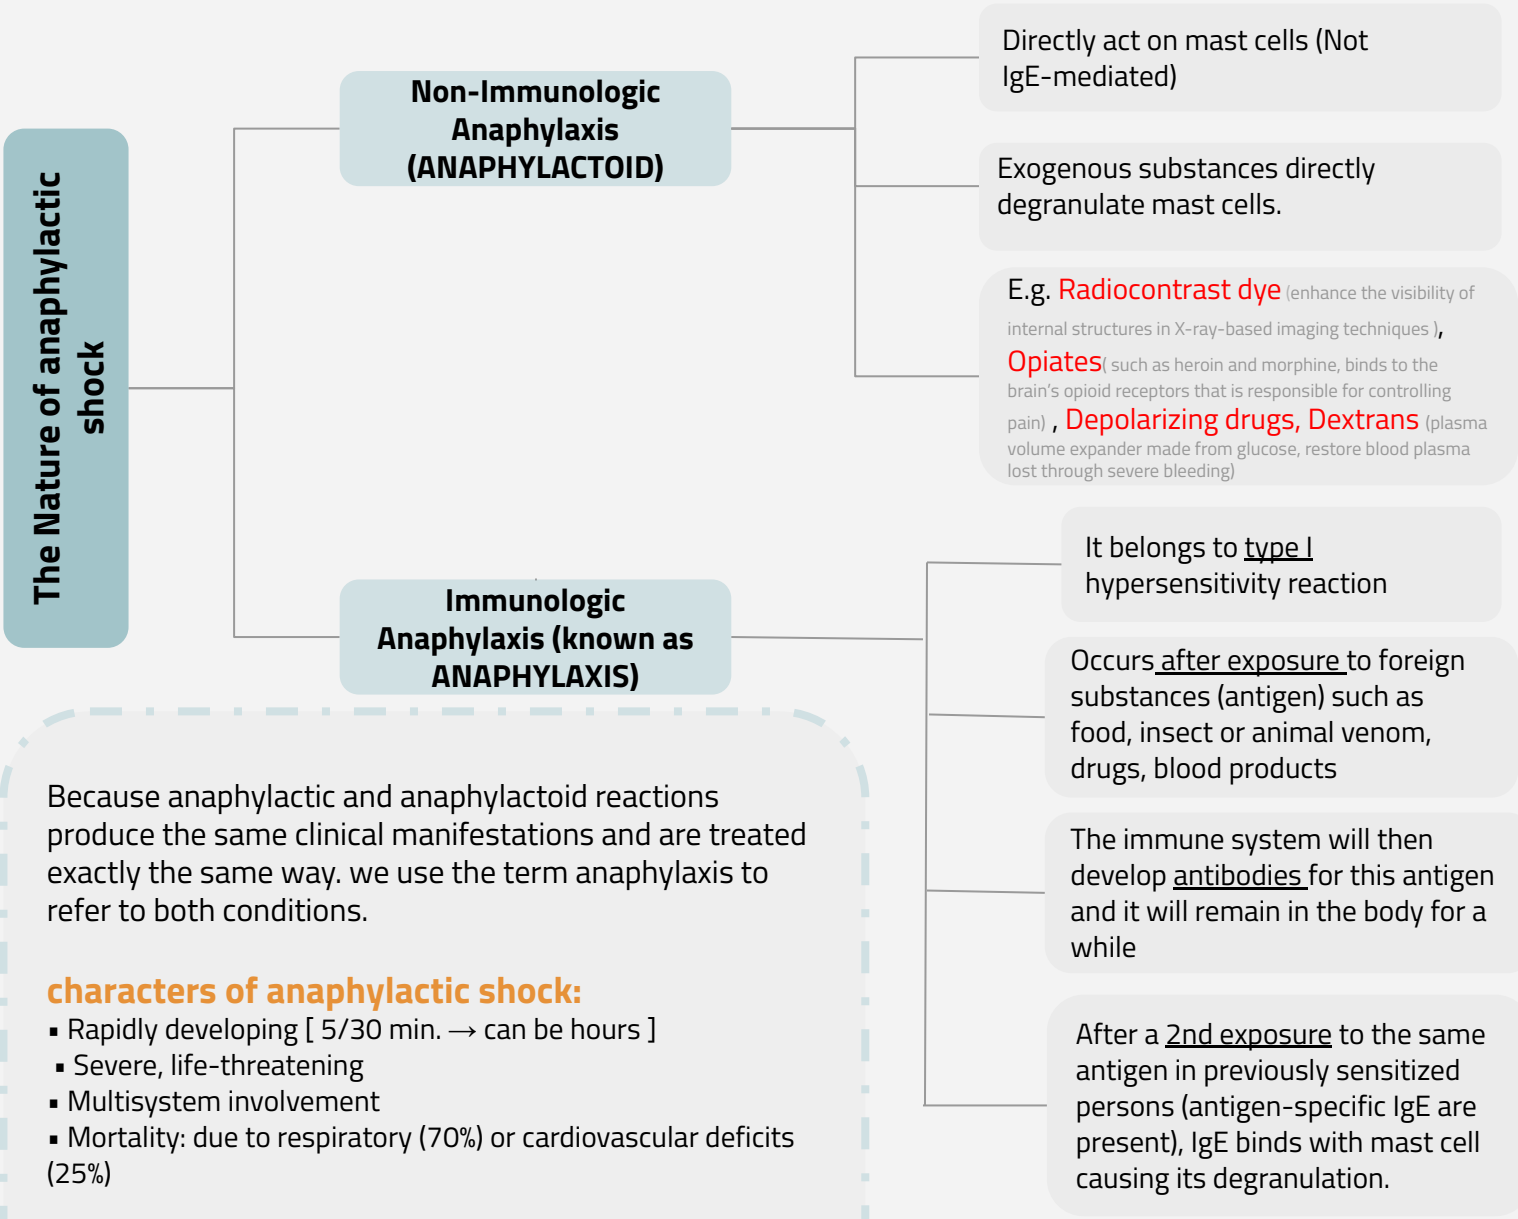 The Nature of anaphylactic
shock
Non-Immunologic
Anaphylaxis
(ANAPHYLACTOID)
Directly act on mast cells (Not
IgE-mediated)
Exogenous substances directly
degranulate mast cells.
E.g. Radiocontrast dye (enhance the visibility of
internal structures in X-ray-based imaging techniques ),
Opiates( such as heroin and morphine, binds to the
brain’s opioid receptors that is responsible for controlling
pain) , Depolarizing drugs, Dextrans (plasma
volume expander made from glucose, restore blood plasma
lost through severe bleeding)
Immunologic
Anaphylaxis (known as
ANAPHYLAXIS)
It belongs to type I
hypersensitivity reaction
Occurs after exposure to foreign
substances (antigen) such as
food, insect or animal venom,
drugs, blood products
The immune system will then
develop antibodies for this antigen
and it will remain in the body for a
while
After a 2nd exposure to the same
antigen in previously sensitized
persons (antigen-specific IgE are
present), IgE binds with mast cell
causing its degranulation.
Because anaphylactic and anaphylactoid reactions
produce the same clinical manifestations and are treated
exactly the same way. we use the term anaphylaxis to
refer to both conditions.
characters of anaphylactic shock:
▪ Rapidly developing [ 5/30 min. → can be hours ]
▪ Severe, life-threatening
▪ Multisystem involvement
▪ Mortality: due to respiratory (70%) or cardiovascular deficits
(25%)